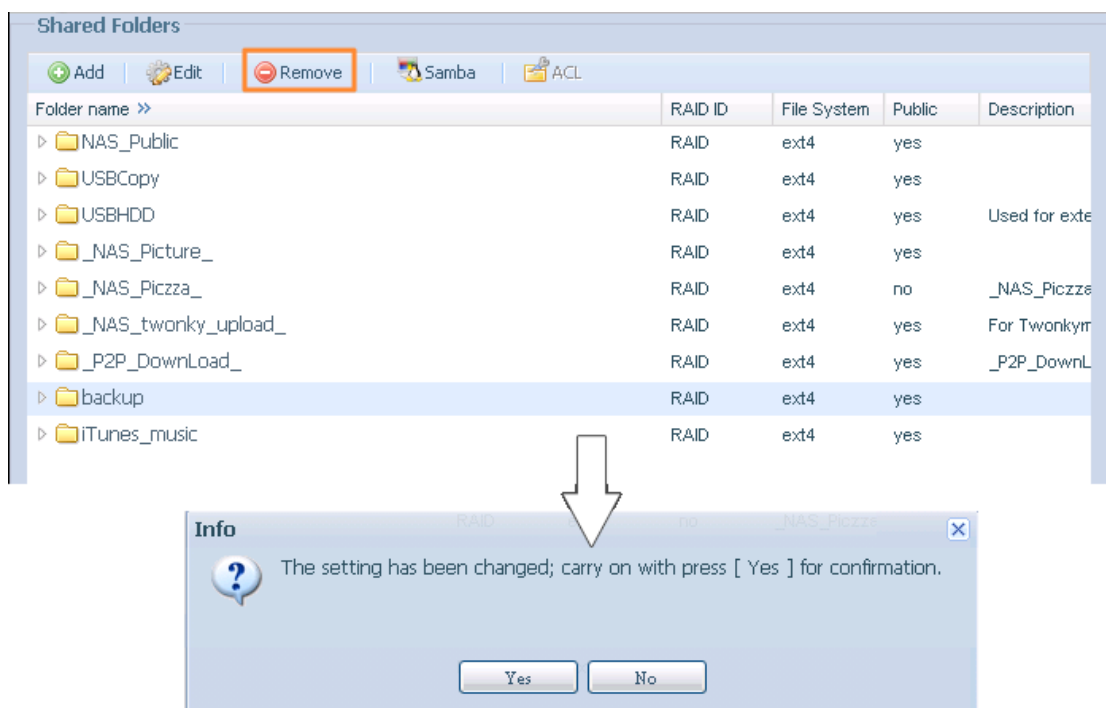 Shared Folders
Add Edit Remove Samba ACL
Folder name » RAID ID File System Public Description
NAS_Public RAID ext4 yes
USBCopy RAID ext4 yes
USBHDD RAID ext4 yes Used for exte
_NAS_Picture_ RAID ext4 yes
_NAS_Piczza_ RAID ext4 no _NAS_Piczza
_NAS_twonky_upload_ RAID ext4 yes For Twonkym
_P2P_DownLoad_ RAID ext4 yes _P2P_DownL
backup RAID ext4 yes
iTunes_music RAID ext4 yes
RAID no _NAS_Piczza
Info
The setting has been changed; carry on with press [ Yes ] for confirmation.
Yes No